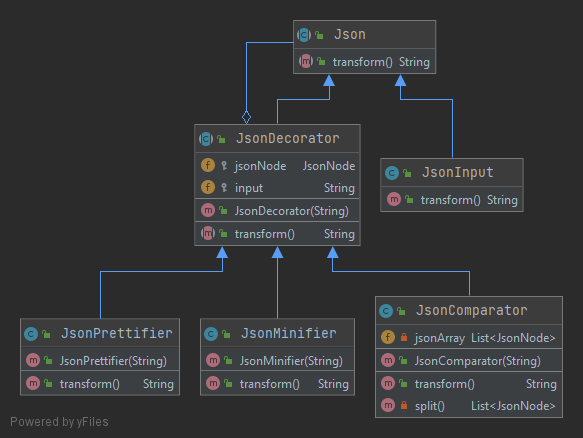 Json
transform() String
JsonDecorator
jsonNode JsonNode
input String
JsonDecorator(String)
transform() String
JsonInput
transform() String
JsonPrettifier
JsonPrettifier(String)
transform() String
JsonMinifier
JsonMinifier(String)
transform() String
JsonComparator
jsonArray List<JsonNode>
JsonComparator(String)
transform() String
split() List<JsonNode>
Powered by yFiles